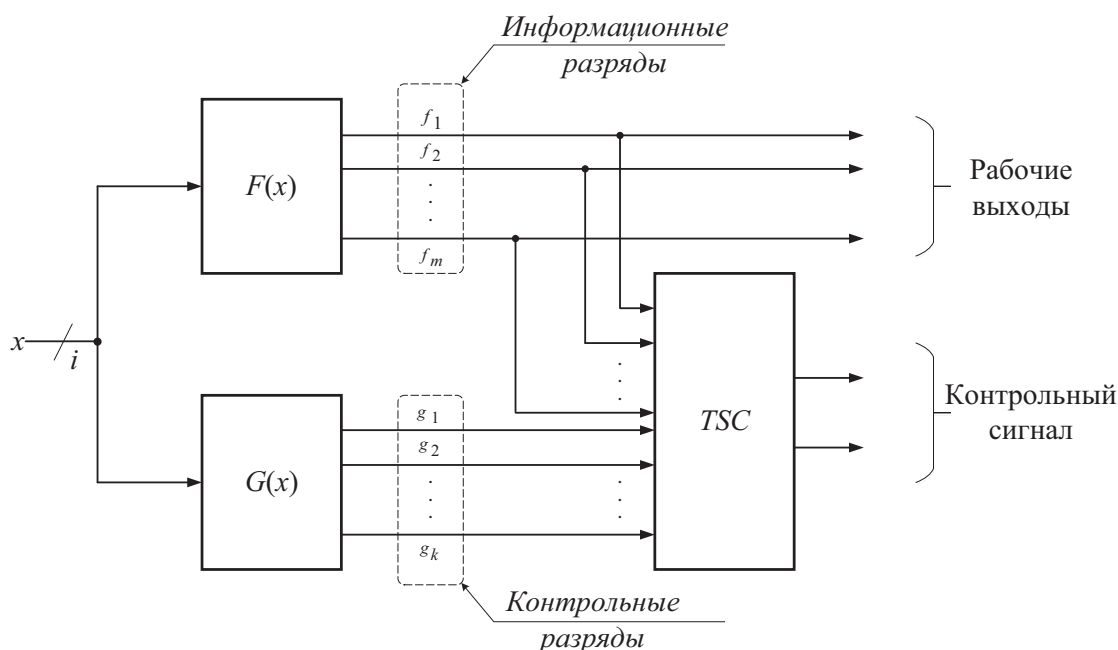 Информационные
разряды
f1
f2
. . . .
fm
F(x)
Рабочие
выходы
x
i
. . .
g1
g2
. . . .
gk
G(x)
TSC
. . .
Контрольный
сигнал
Контрольные
разряды